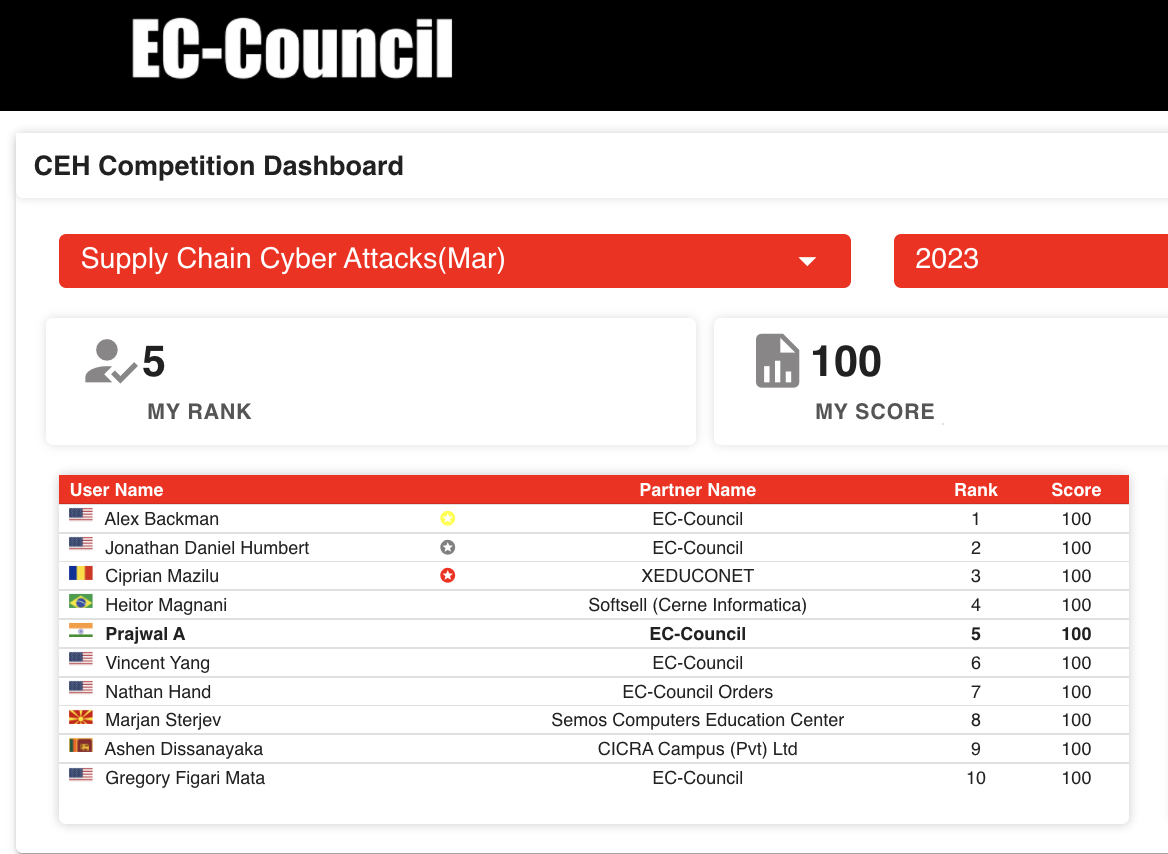 EC-Council
CEH Competition Dashboard
Supply Chain Cyber Attacks(Mar) 2023
5 100
MY RANK MY SCORE
User Name Partner Name Rank Score
Alex Backman EC-Council 1 100
Jonathan Daniel Humbert EC-Council 2 100
Ciprian Mazilu XEDUCONET 3 100
Heitor Magnani Softsell (Cerne Informatica) 4 100
Prajwal A EC-Council 5 100
Vincent Yang EC-Council 6 100
Nathan Hand EC-Council Orders 7 100
Marjan Sterjev Semos Computers Education Center 8 100
Ashen Dissanayaka CICRA Campus (Pvt) Ltd 9 100
Gregory Figari Mata EC-Council 10 100